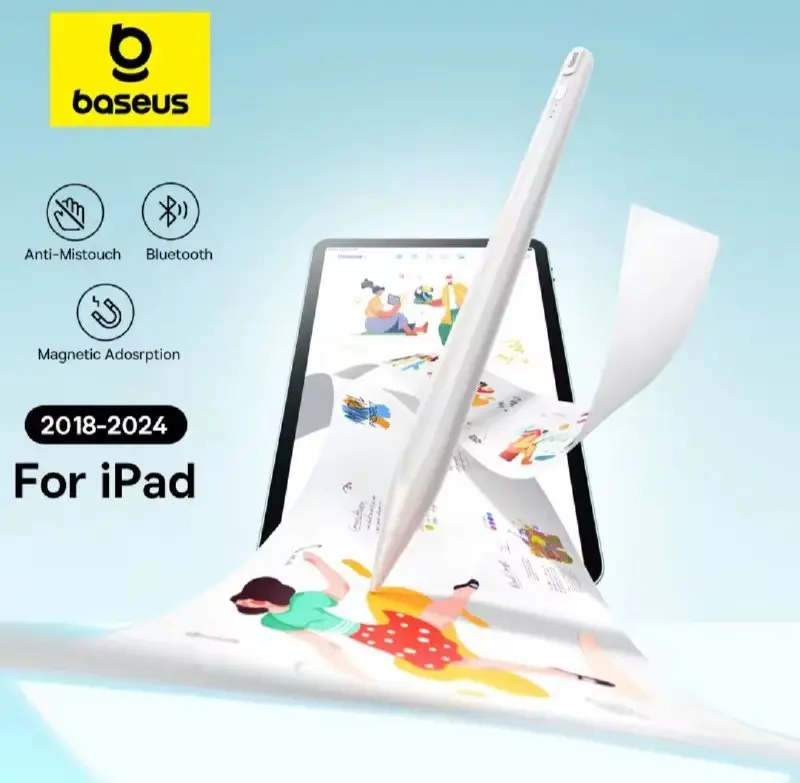 baseus
Anti-Mistouch
Bluetooth
Magnetic Adosrption
2018-2024
For iPad